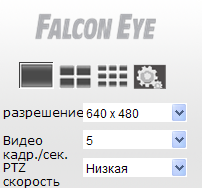 FALCON EYE
разрешение 640 x 480
Видео 5
кадр./сек.
PTZ Низкая
скорость